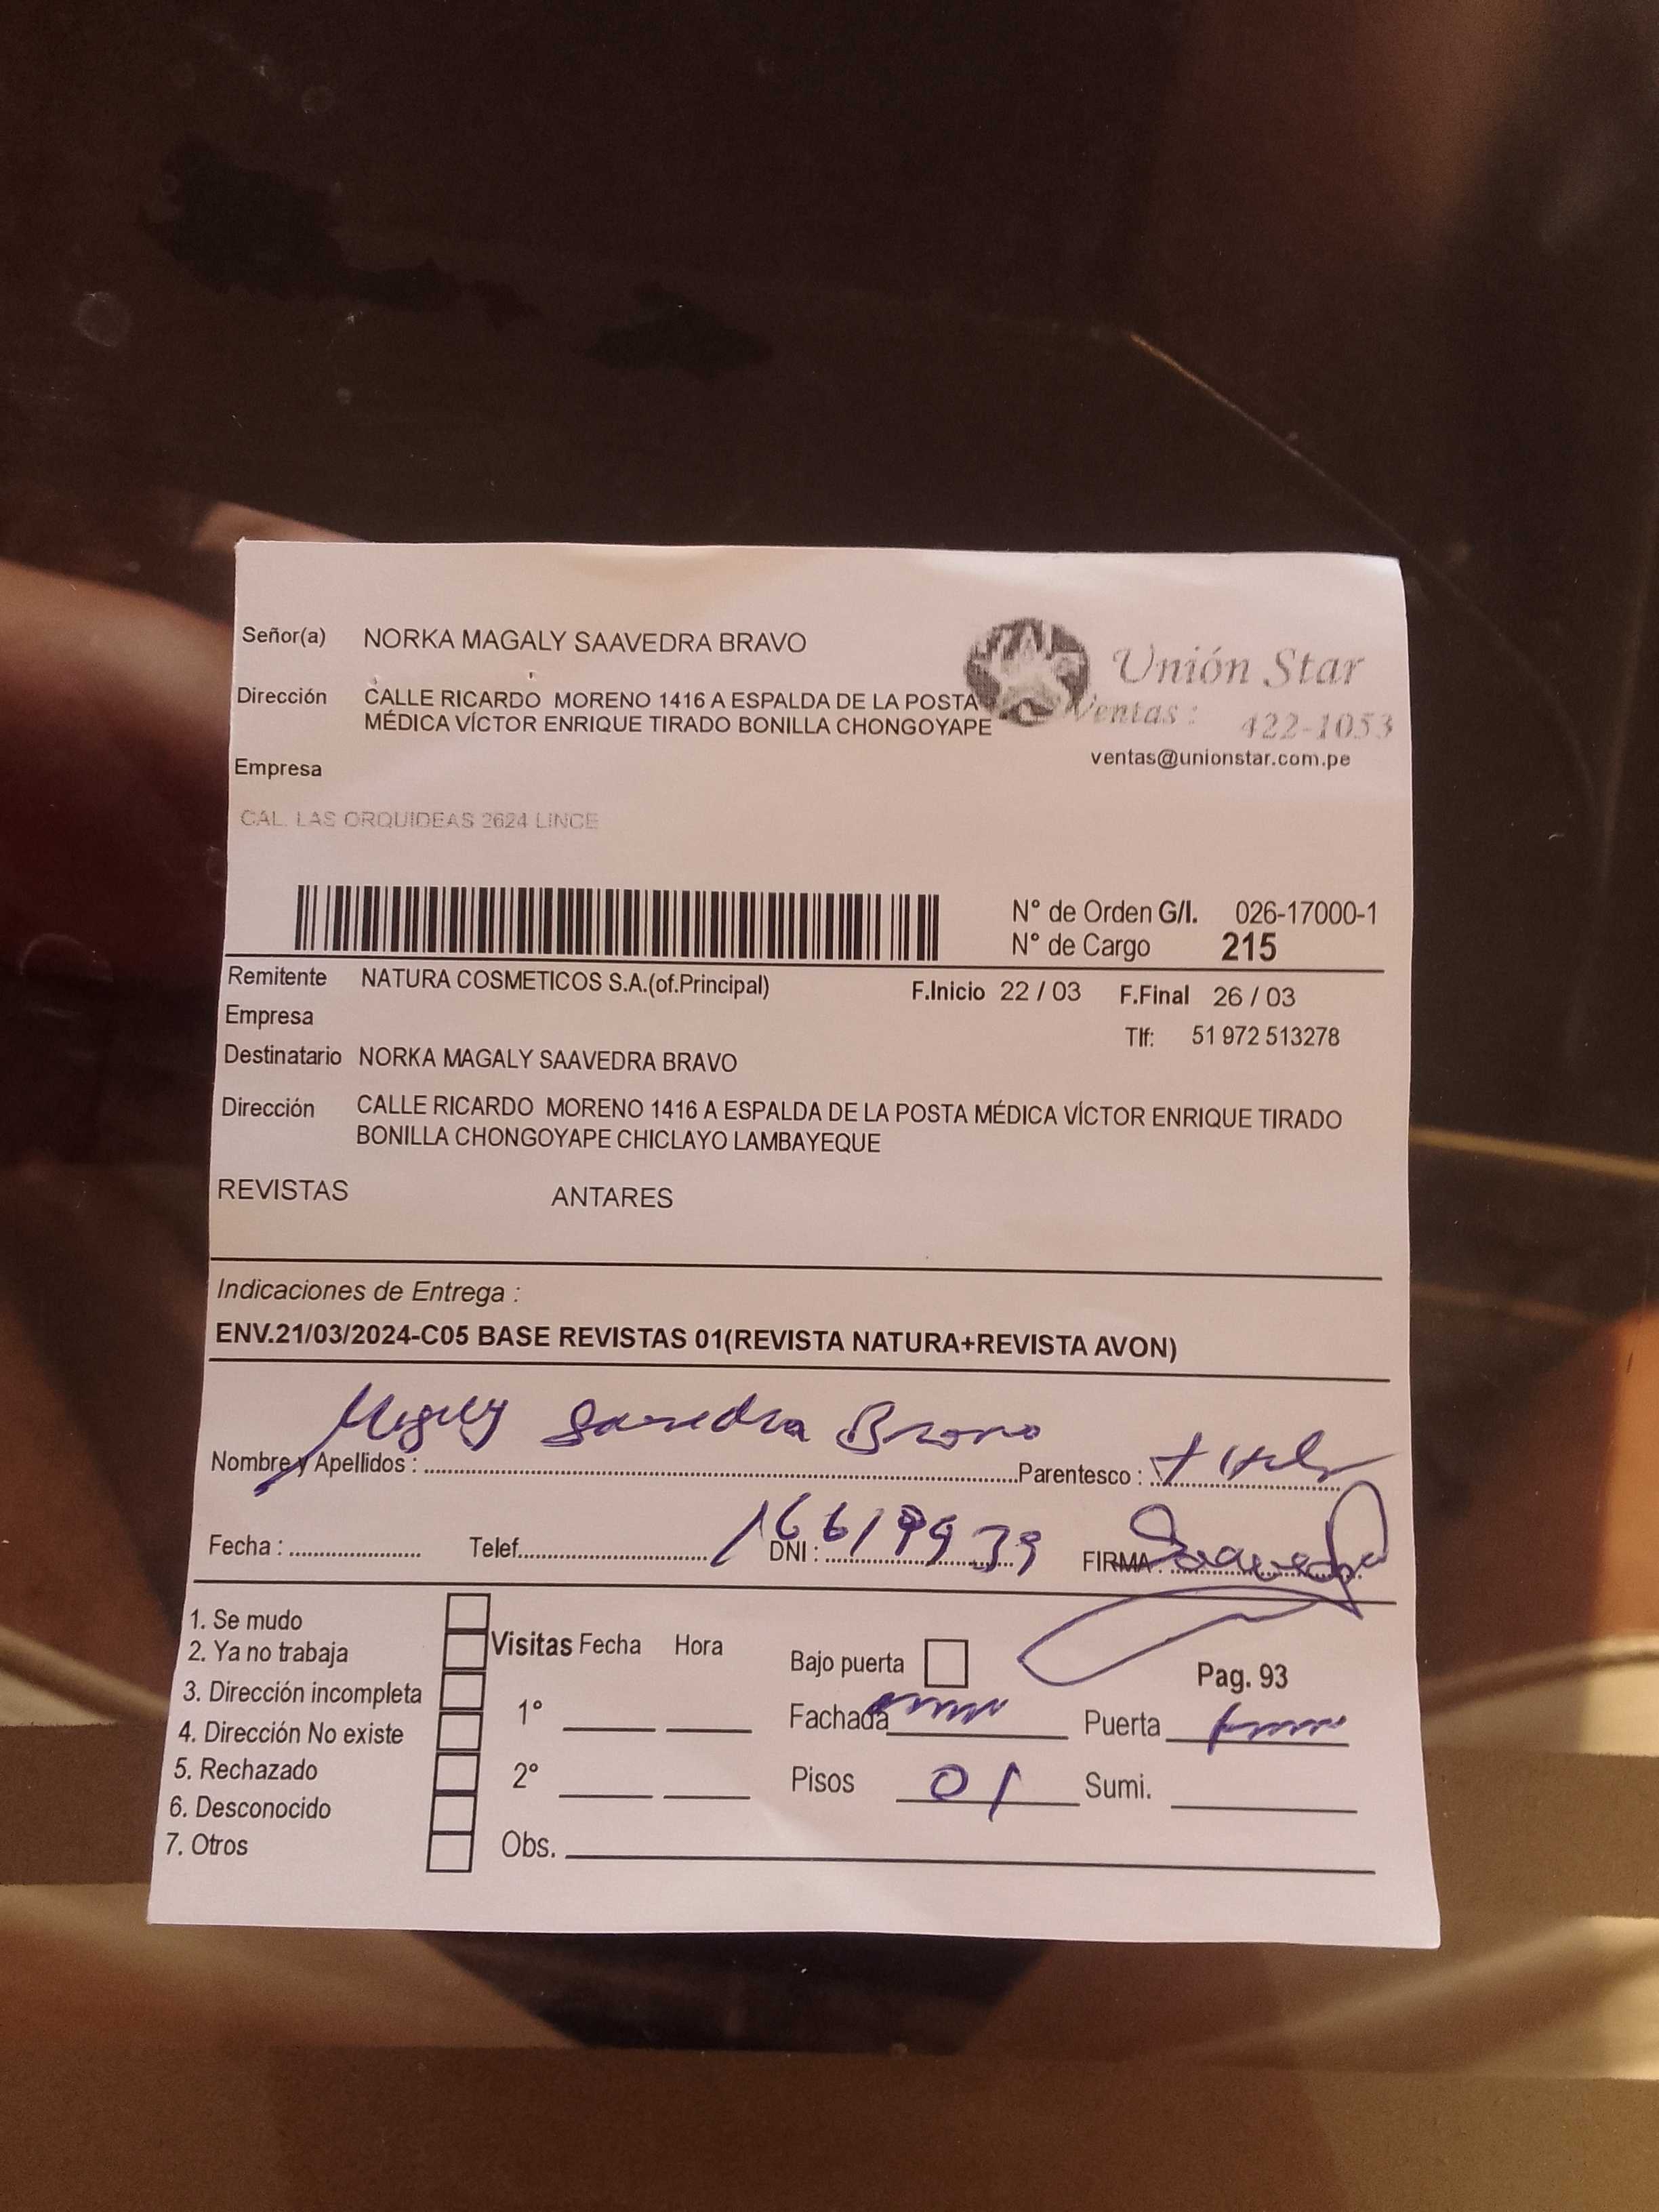 Señor(a) NORKA MAGALY SAAVEDRA BRAVO
Unión Star
Dirección CALLE RICARDO MORENO 1416 A ESPALDA DE LA POSTA
MÉDICA VÍCTOR ENRIQUE TIRADO BONILLA CHONGOYAPE
Ventas : 422-1053
ventas@unionstar.com.pe
Empresa
CAL. LAS ORQUIDEAS 2624 LINCE
N° de Orden G/I. 026-17000-1
N° de Cargo 215
Remitente NATURA COSMETICOS S.A.(of.Principal) F.Inicio 22 / 03 F.Final 26 / 03
Empresa
Tlf: 51 972 513278
Destinatario NORKA MAGALY SAAVEDRA BRAVO
Dirección CALLE RICARDO MORENO 1416 A ESPALDA DE LA POSTA MÉDICA VÍCTOR ENRIQUE TIRADO
BONILLA CHONGOYAPE CHICLAYO LAMBAYEQUE
REVISTAS ANTARES
Indicaciones de Entrega :
ENV.21/03/2024-C05 BASE REVISTAS 01(REVISTA NATURA+REVISTA AVON)
Magaly Saavedra Bravo
Nombre y Apellidos : Parentesco :
Fecha : Telef. DNI : FIRMA : Saavedra
1. Se mudo
2. Ya no trabaja
3. Dirección incompleta
4. Dirección No existe
5. Rechazado
6. Desconocido
7. Otros
Visitas Fecha Hora
1°
2°
Obs.
Bajo puerta
Pag. 93
Fachada Puerta
Pisos 01 Sumi.